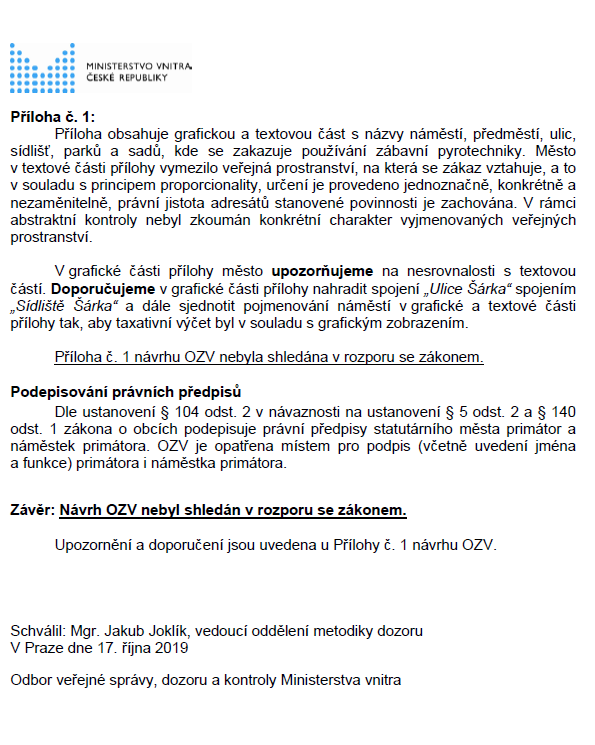 MINISTERSTVO VNITRA
ČESKÉ REPUBLIKY
Příloha č. 1:
Příloha obsahuje grafickou a textovou část s názvy náměstí, předměstí, ulic,
sídlišť, parků a sadů, kde se zakazuje používání zábavní pyrotechniky. Město
v textové části přílohy vymezilo veřejná prostranství, na která se zákaz vztahuje, a to
v souladu s principem proporcionality, určení je provedeno jednoznačně, konkrétně a
nezaměnitelně, právní jistota adresátů stanovené povinnosti je zachována. V rámci
abstraktní kontroly nebyl zkoumán konkrétní charakter vyjmenovaných veřejných
prostranství.
V grafické části přílohy město upozorňujeme na nesrovnalosti s textovou
částí. Doporučujeme v grafické části přílohy nahradit spojení „Ulice Šárka“ spojením
„Sídliště Šárka“ a dále sjednotit pojmenování náměstí v grafické a textové části
přílohy tak, aby taxativní výčet byl v souladu s grafickým zobrazením.
Příloha č. 1 návrhu OZV nebyla shledána v rozporu se zákonem.
Podepisování právních předpisů
Dle ustanovení § 104 odst. 2 v návaznosti na ustanovení § 5 odst. 2 a § 140
odst. 1 zákona o obcích podepisuje právní předpisy statutárního města primátor a
náměstek primátora. OZV je opatřena místem pro podpis (včetně uvedení jména
a funkce) primátora i náměstka primátora.
Závěr: Návrh OZV nebyl shledán v rozporu se zákonem.
Upozornění a doporučení jsou uvedena u Přílohy č. 1 návrhu OZV.
Schválil: Mgr. Jakub Joklík, vedoucí oddělení metodiky dozoru
V Praze dne 17. října 2019
Odbor veřejné správy, dozoru a kontroly Ministerstva vnitra